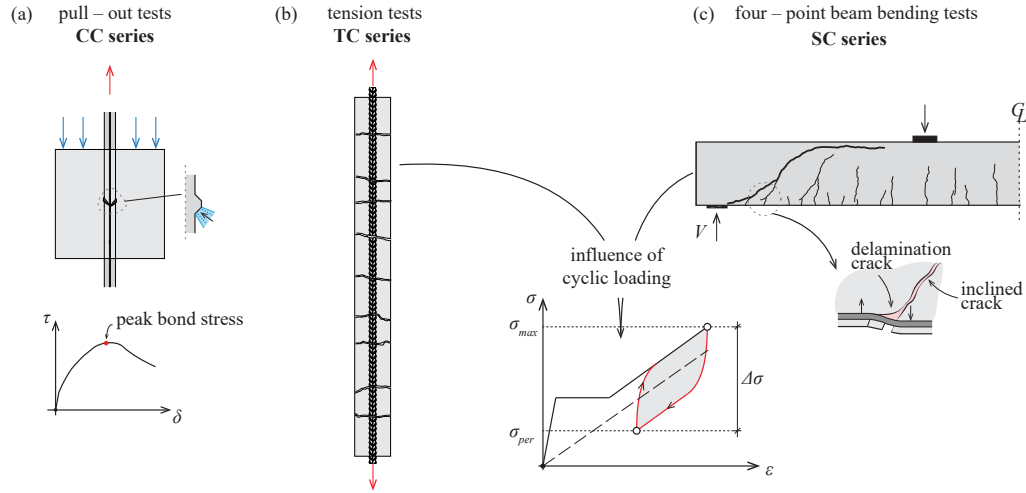 (a) pull – out tests
CC series
τ
peak bond stress
δ
(b) tension tests
TC series
influence of
cyclic loading
σ
σmax
Δσ
σper
ε
(c) four – point beam bending tests
SC series
CL
V
delamination
crack
inclined
crack